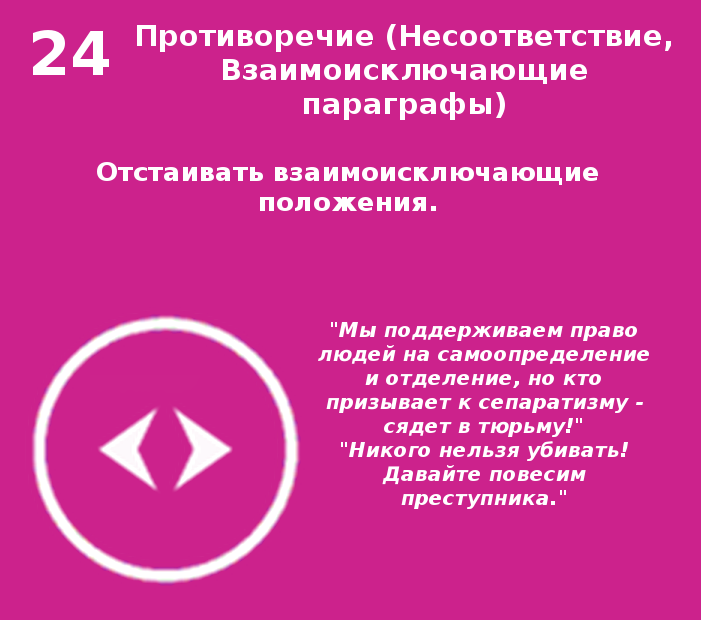 24
Противоречие (Несоответствие,
Взаимоисключающие
параграфы)
Отстаивать взаимоисключающие
положения.
"Мы поддерживаем право
людей на самоопределение
и отделение, но кто
призывает к сепаратизму -
сядет в тюрьму!"
"Никого нельзя убивать!
Давайте повесим
преступника."